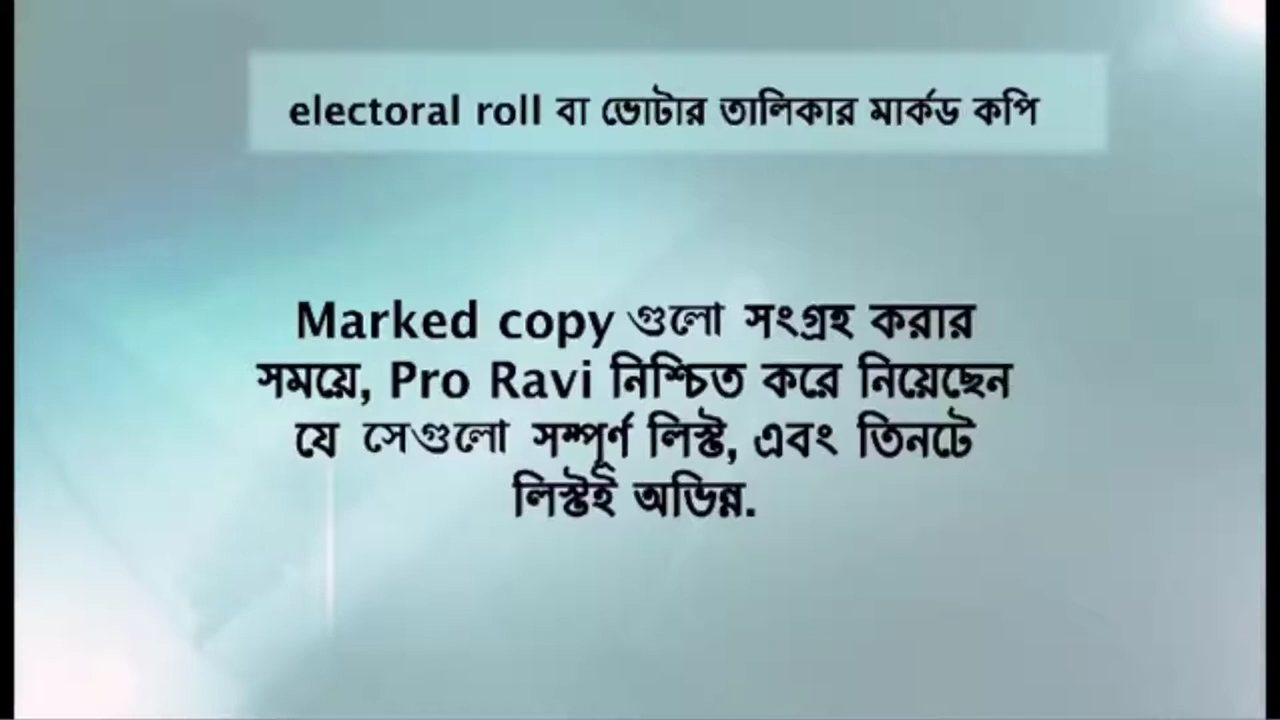 electoral roll বা ভোটার তালিকার মার্কড কপি
Marked copy গুলো সংগ্রহ করার
সময়ে, Pro Ravi নিশ্চিত করে নিয়েছেন
যে সেগুলো সম্পূর্ণ লিস্ট, এবং তিনটে
লিস্টই অভিন্ন.